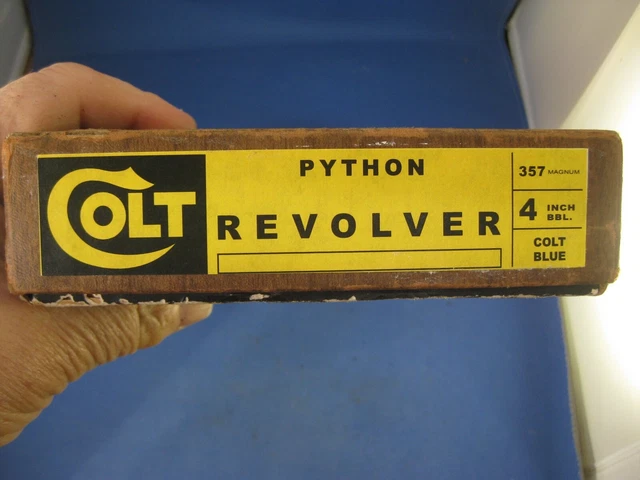 COLT
PYTHON
REVOLVER
357 MAGNUM
4 INCH BBL.
COLT
BLUE